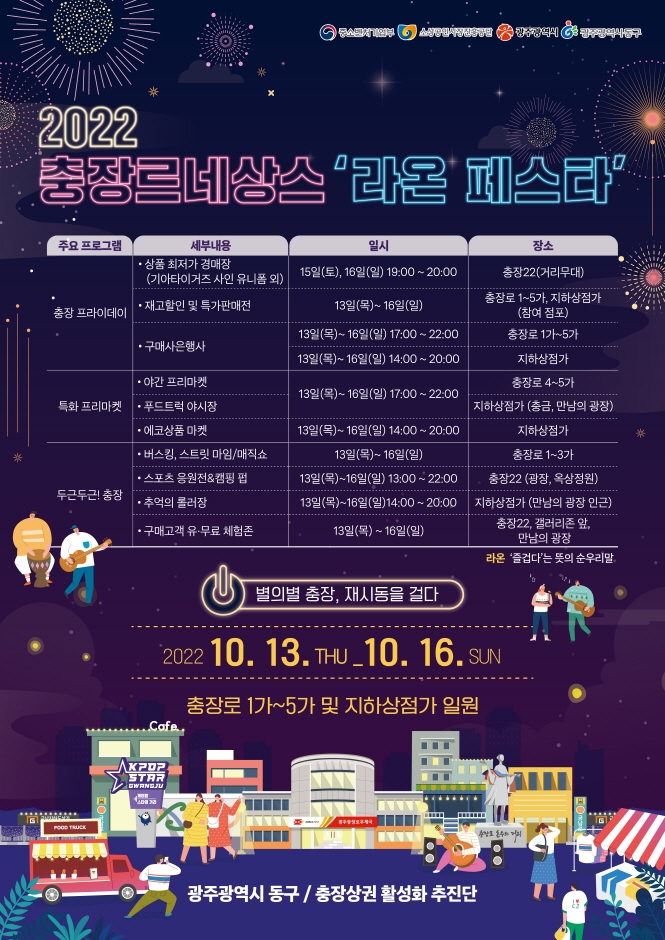 중소벤처기업부 소상공인시장진흥공단 광주광역시 광주광역시 동구
2022
충장르네상스 '라온 페스타'
주요 프로그램 세부내용 일시 장소
충장 프라이데이
• 상품 최저가 경매장
(기아타이거즈 사인 유니폼 외)
15일(토), 16일(일) 19:00 ~ 20:00
충장22(거리무대)
• 재고할인 및 특가판매전
13일(목)~ 16일(일)
충장로 1~5가, 지하상점가
(참여 점포)
• 구매사은행사
13일(목)~ 16일(일) 17:00 ~ 22:00
충장로 1가~5가
13일(목)~ 16일(일) 14:00 ~ 20:00
지하상점가
특화 프리마켓
• 야간 프리마켓
13일(목)~ 16일(일) 17:00 ~ 22:00
충장로 4~5가
• 푸드트럭 야시장
지하상점가 (충금, 만남의 광장)
• 에코상품 마켓
13일(목)~ 16일(일) 14:00 ~ 20:00
지하상점가
두근두근! 충장
• 버스킹, 스트릿 마임/매직쇼
13일(목)~ 16일(일)
충장로 1~3가
• 스포츠 응원전&캠핑 펍
13일(목)~16일(일) 13:00 ~ 22:00
충장22 (광장, 옥상정원)
• 추억의 롤러장
13일(목)~16일(일)14:00 ~ 20:00
지하상점가 (만남의 광장 인근)
• 구매고객 유·무료 체험존
13일(목) ~ 16일(일)
충장22, 갤러리존 앞,
만남의 광장
라온 '즐겁다'는 뜻의 순우리말
별의별 충장, 재시동을 걸다
2022 10. 13. THU _10. 16. SUN
충장로 1가~5가 및 지하상점가 일원
Cafe
KPOP
STAR
GWANGJU
FOOD TRUCK
광주충장로우체국
광주광역시 동구 / 충장상권 활성화 추진단